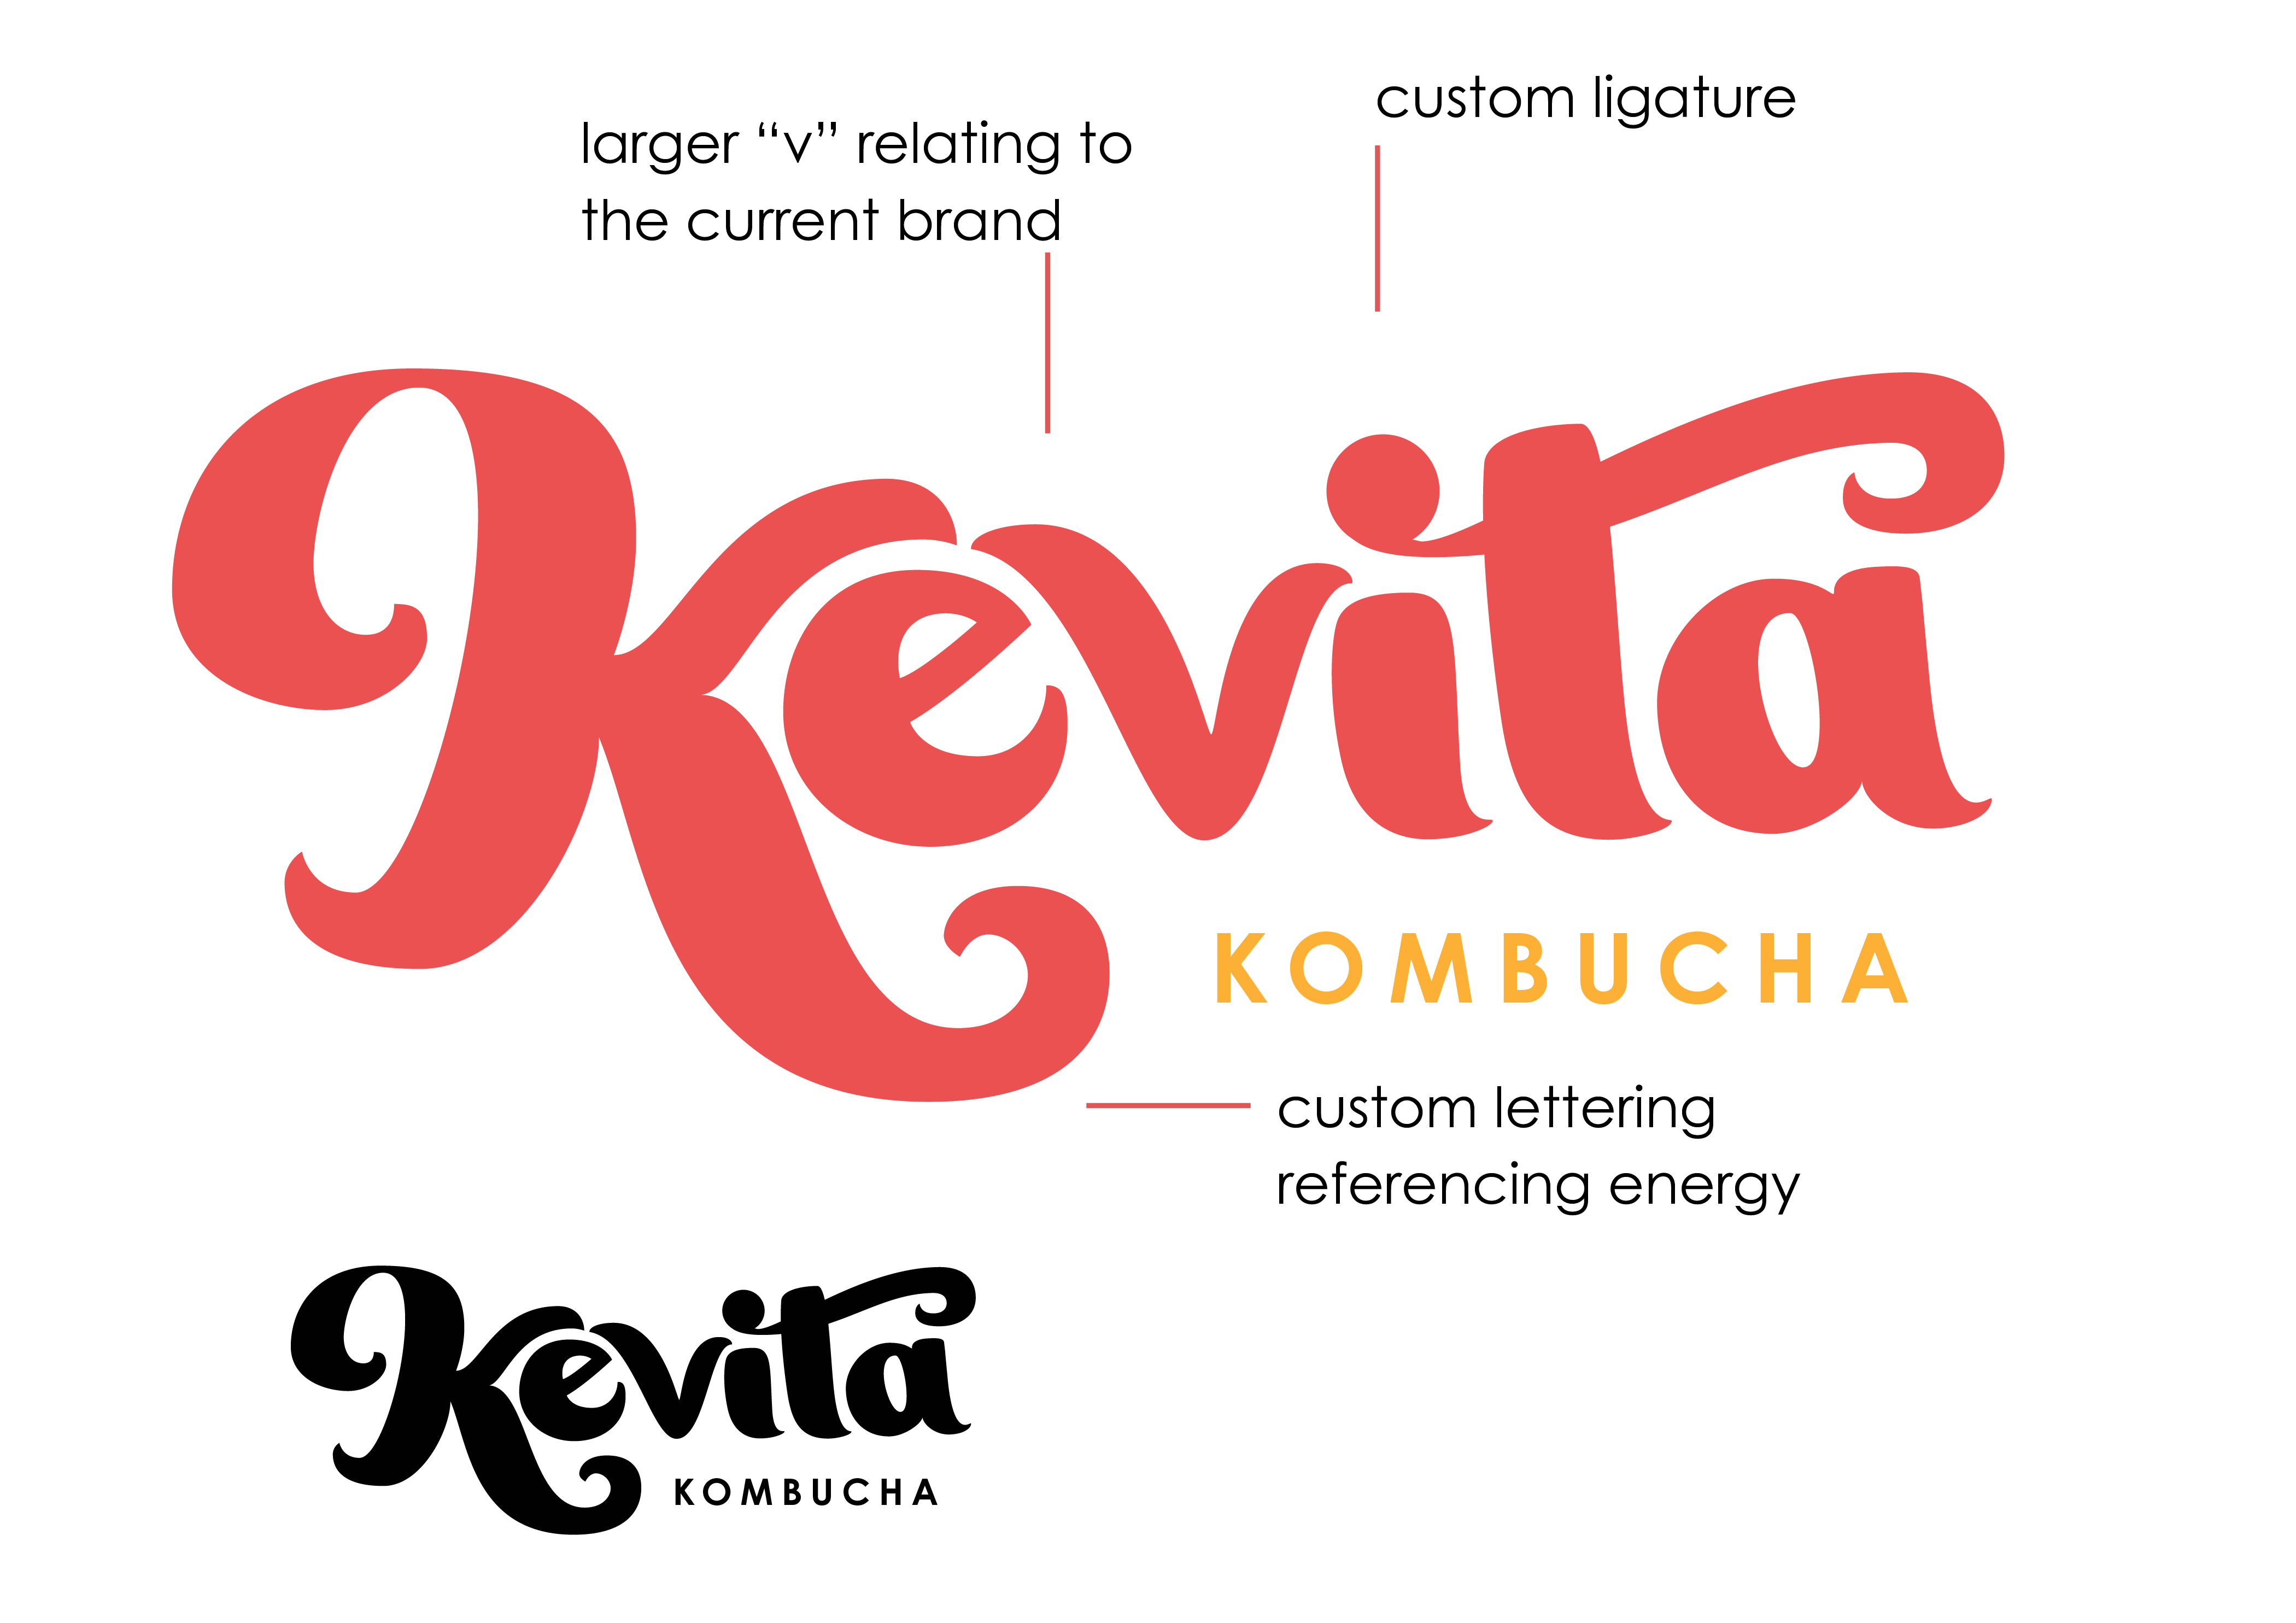 larger “v” relating to
the current brand
custom ligature
Kevita
KOMBUCHA
custom lettering
referencing energy
Kevita
KOMBUCHA